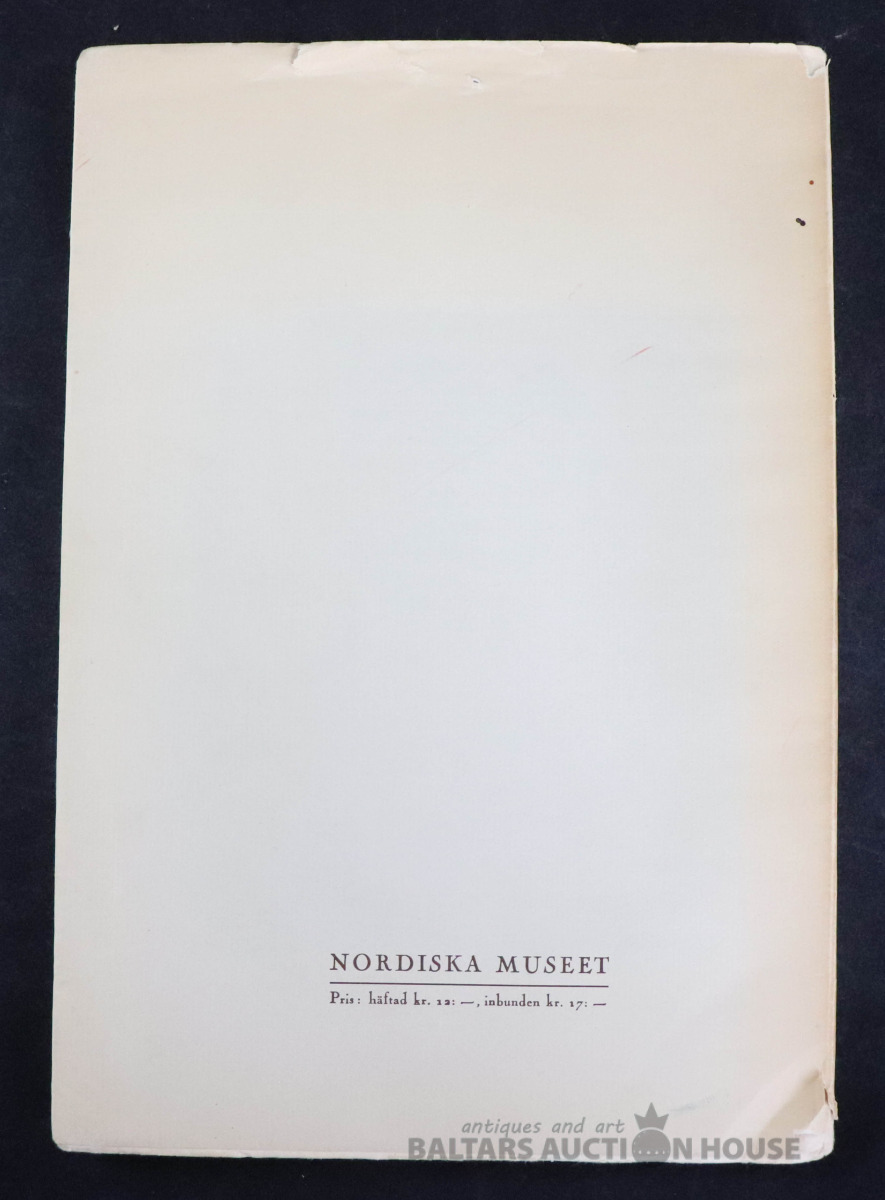 NORDISKA MUSEET
Pris: häftad kr. 12: —, inbunden kr. 17: —
antiques and art
BALTARS AUCTION HOUSE